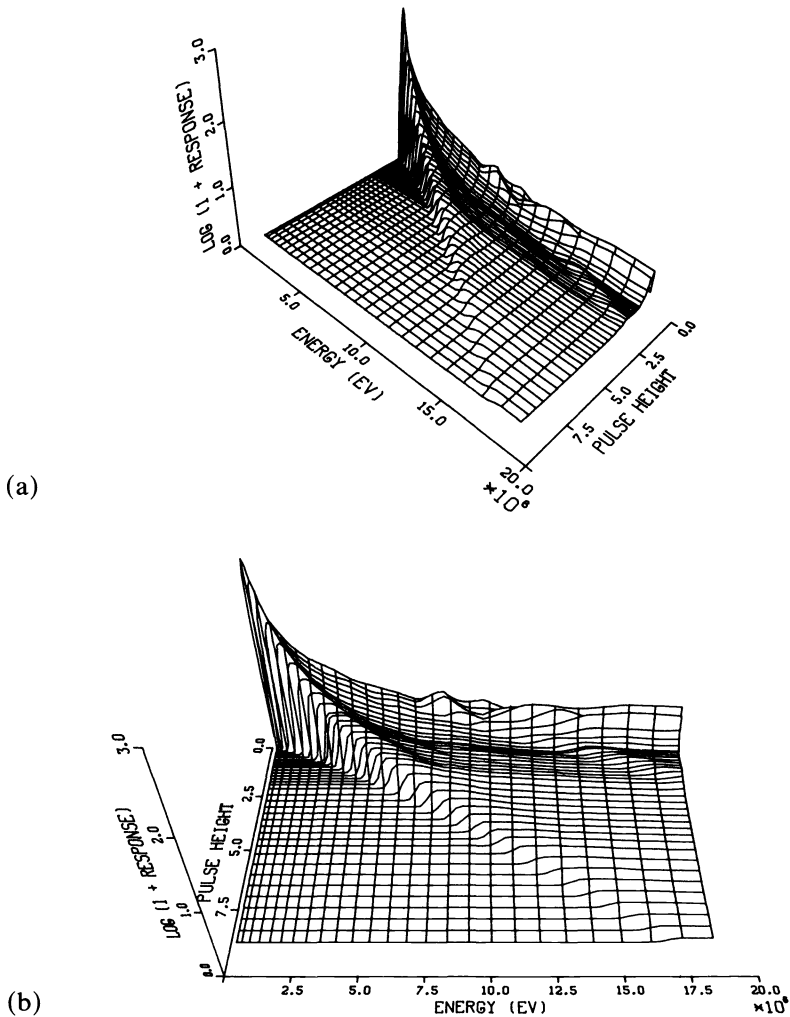 3.0
2.0
1.0
0.0
LOG (1 + RESPONSE)
5.0
10.0
15.0
20.0
ENERGY (EV)
×10⁶
0.0
2.5
5.0
7.5
PULSE HEIGHT
(a)
3.0
2.0
1.0
0.0
LOG (1 + RESPONSE)
0.0
2.5
5.0
7.5
PULSE HEIGHT
2.5 5.0 7.5 10.0 12.5 15.0 17.5 20.0
ENERGY (EV) ×10⁶
(b)